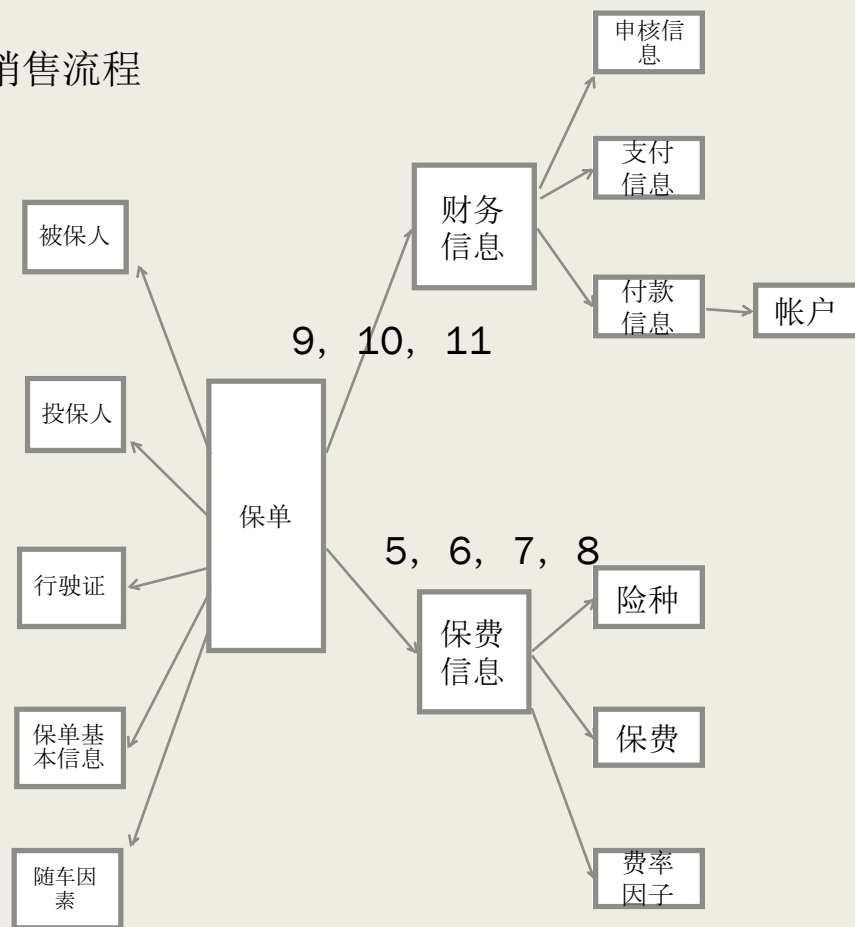 销售流程
申核信
息
支付
信息
财务
信息
被保人
付款
信息
帐户
9，10，11
投保人
保单
5，6，7，8
行驶证
险种
保费
信息
保单基
本信息
保费
随车因
素
费率
因子